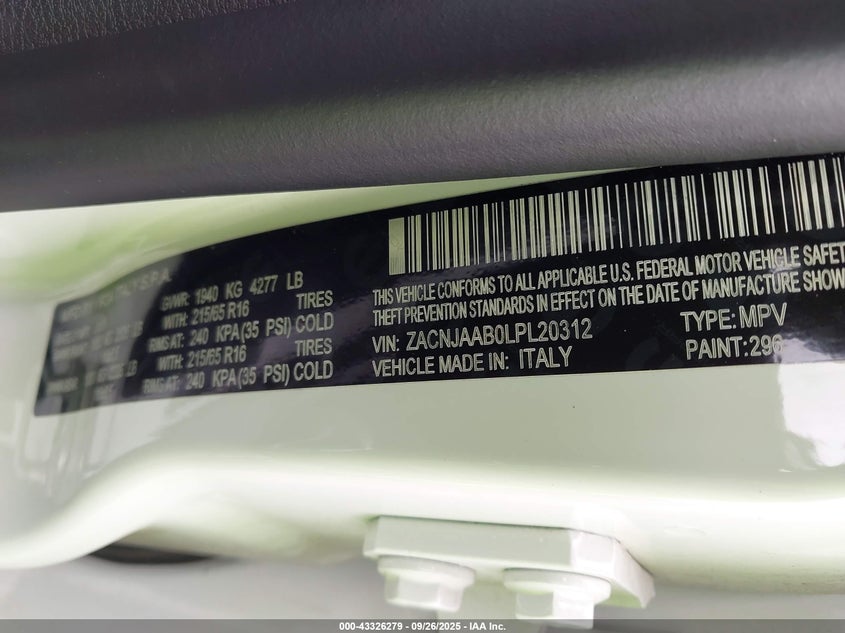 GVWR: 1940 KG 4277 LB
WITH: 215/65 R16 TIRES
RMS AT: 240 KPA(35 PSI) COLD
WITH: 215/65 R16 TIRES
RMS AT: 240 KPA(35 PSI) COLD
THIS VEHICLE CONFORMS TO ALL APPLICABLE U.S. FEDERAL MOTOR VEHICLE SAFET
THEFT PREVENTION STANDARDS IN EFFECT ON THE DATE OF MANUFACTURE SHOW
VIN: ZACNJAAB0LPL20312 TYPE: MPV
VEHICLE MADE IN: ITALY PAINT: 296
000-43326279 - 09/26/2025 - IAA Inc.